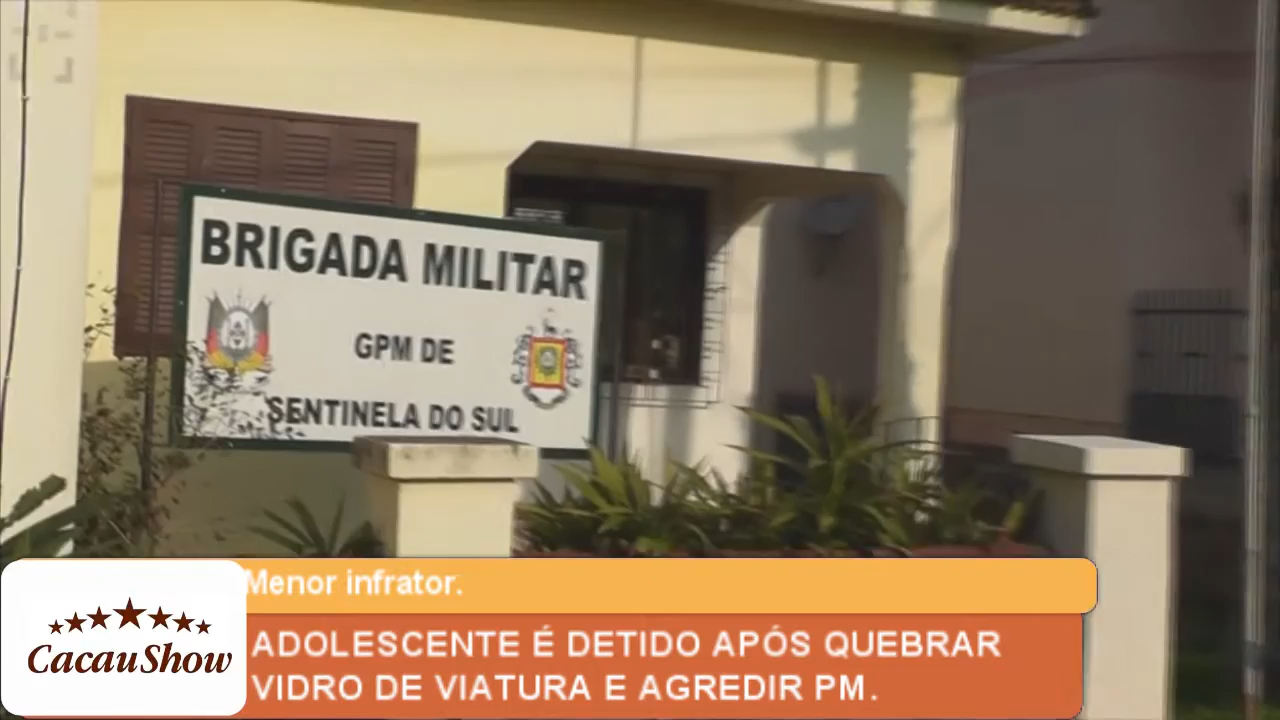 BRIGADA MILITAR
GPM DE
SENTINELA DO SUL
Menor infrator.
ADOLESCENTE É DETIDO APÓS QUEBRAR
VIDRO DE VIATURA E AGREDIR PM.
CacauShow